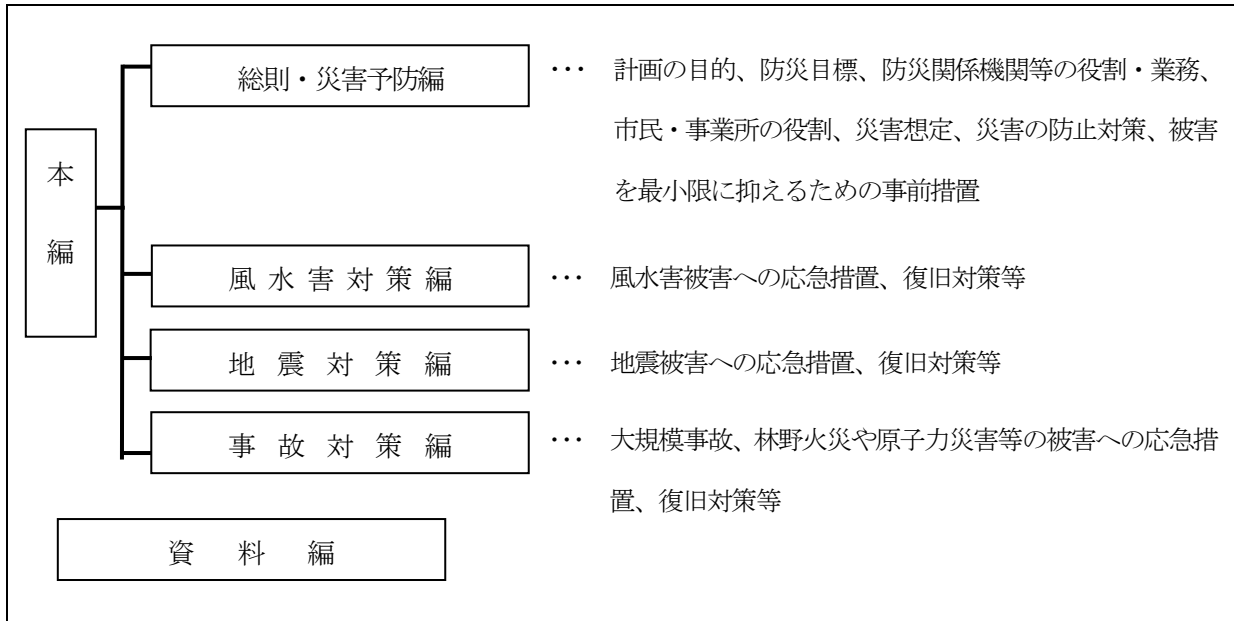 本編
総則・災害予防編 … 計画の目的、防災目標、防災関係機関等の役割・業務、
市民・事業所の役割、災害想定、災害の防止対策、被害
を最小限に抑えるための事前措置
風水害対策編 … 風水害被害への応急措置、復旧対策等
地震対策編 … 地震被害への応急措置、復旧対策等
事故対策編 … 大規模事故、林野火災や原子力災害等の被害への応急措
置、復旧対策等
資料編